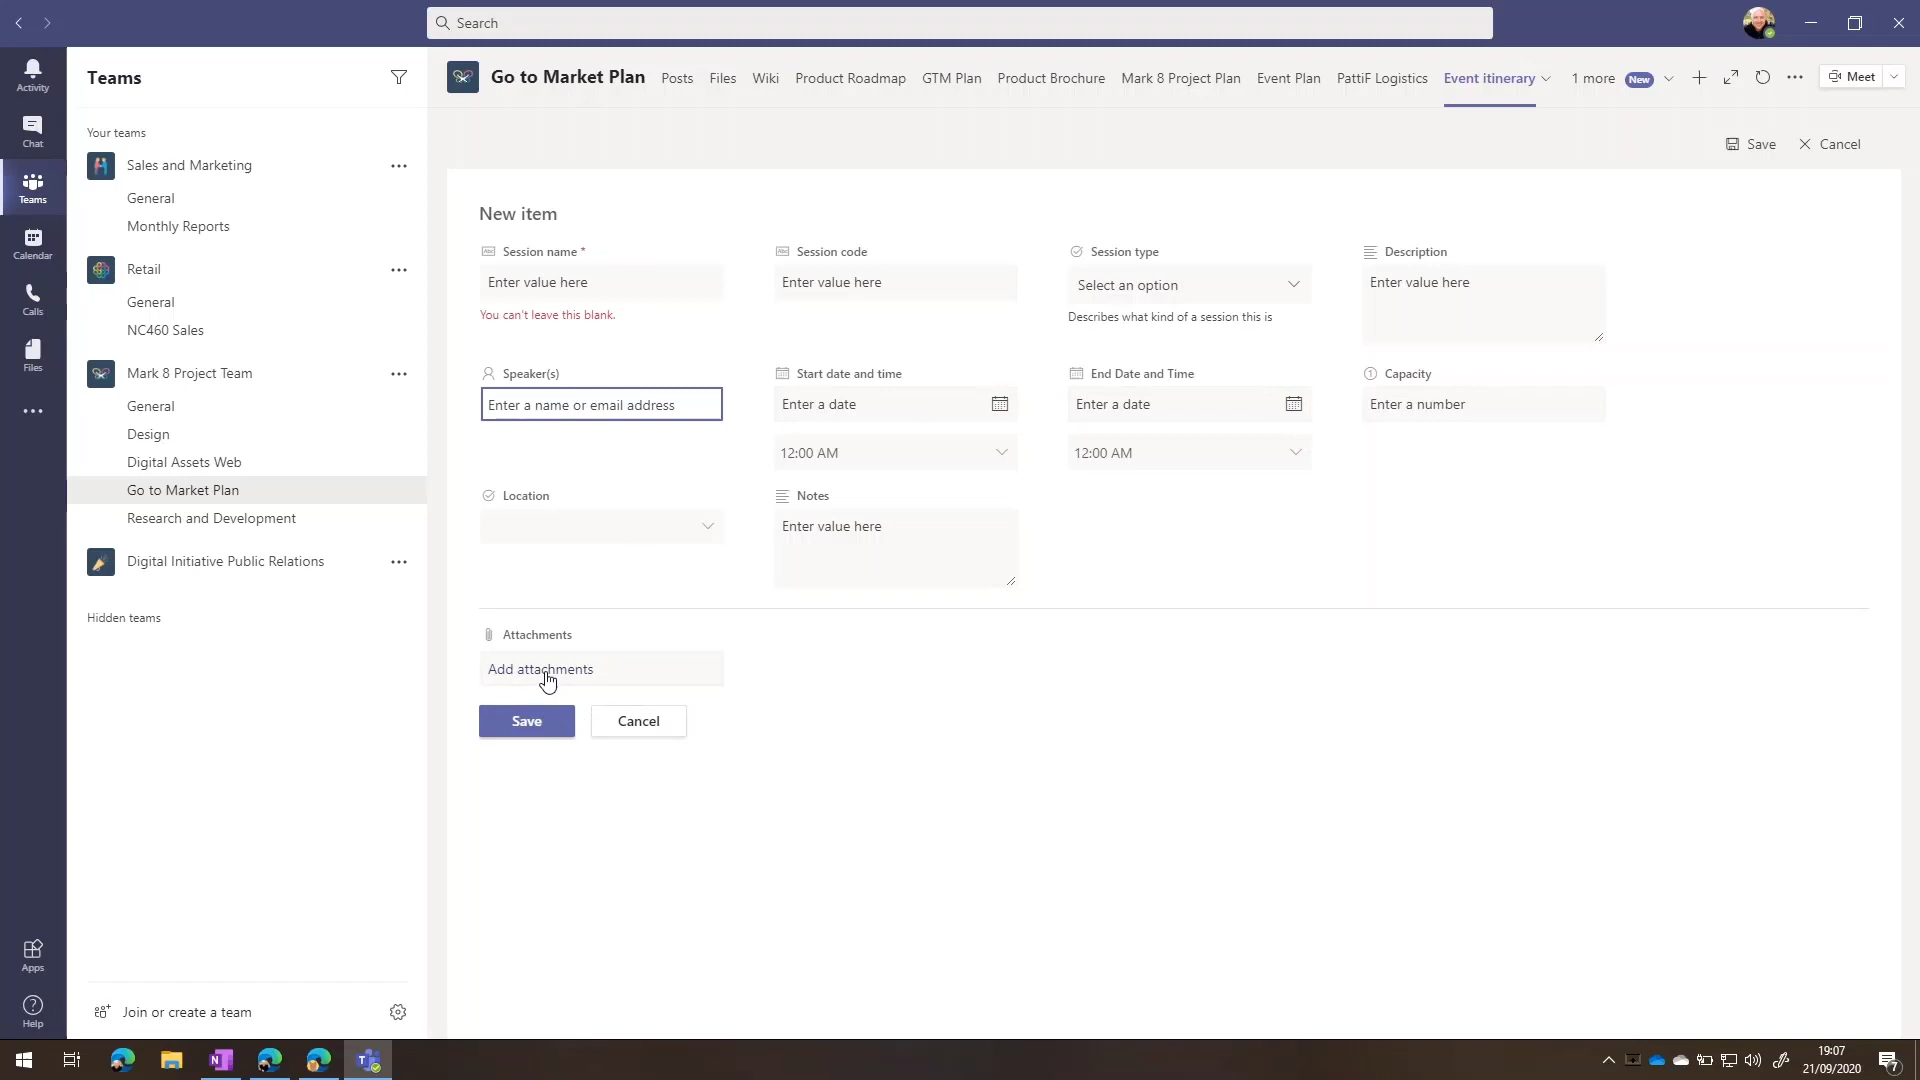 Search
Activity
Chat
Teams
Calendar
Calls
Files
Apps
Help
Teams
Your teams
Sales and Marketing
General
Monthly Reports
Retail
General
NC460 Sales
Mark 8 Project Team
General
Design
Digital Assets Web
Go to Market Plan
Research and Development
Digital Initiative Public Relations
Hidden teams
Join or create a team
Go to Market Plan Posts Files Wiki Product Roadmap GTM Plan Product Brochure Mark 8 Project Plan Event Plan PattiF Logistics Event itinerary 1 more New Meet
Save Cancel
New item
Session name * Session code Session type Description
Enter value here Enter value here Select an option Enter value here
You can't leave this blank. Describes what kind of a session this is
Speaker(s) Start date and time End Date and Time Capacity
Enter a name or email address Enter a date Enter a date Enter a number
12:00 AM 12:00 AM
Location Notes
Enter value here
Attachments
Add attachments
Save Cancel
19:07
21/09/2020
7